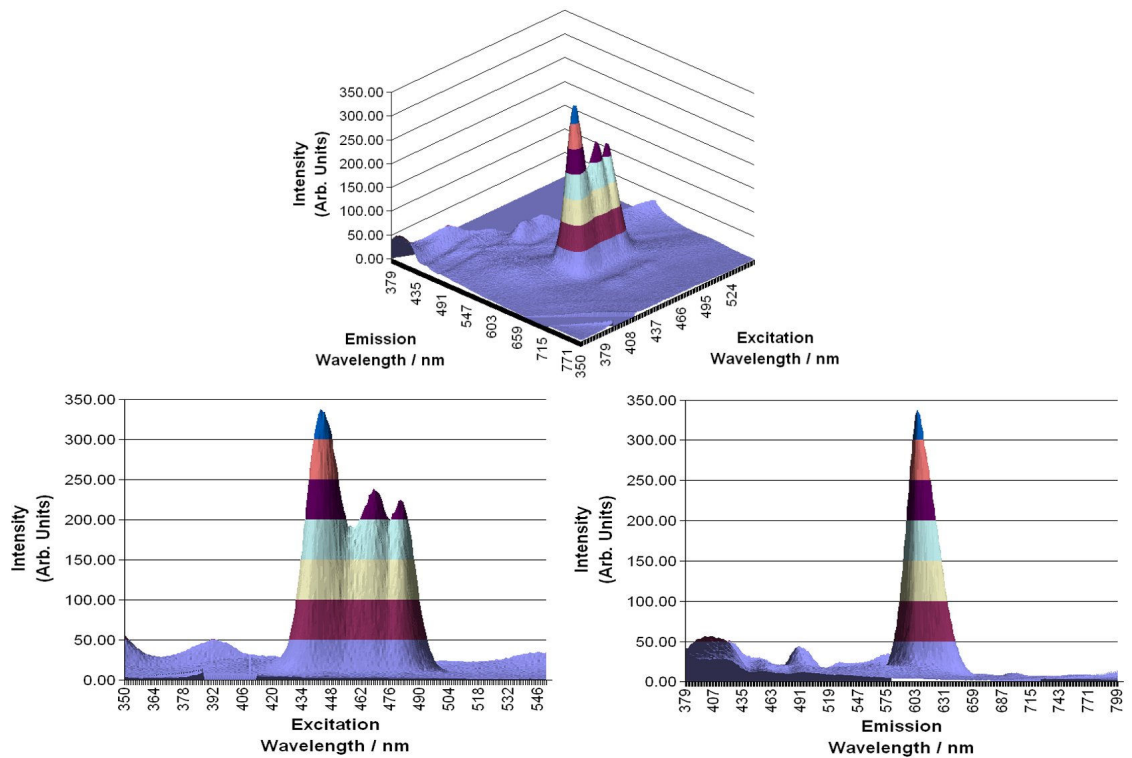 350.00
300.00
250.00
200.00
150.00
100.00
50.00
0.00
Intensity
(Arb. Units)
379
435
491
547
603
659
715
771
Emission
Wavelength / nm
350
379
408
437
466
495
524
Excitation
Wavelength / nm
350.00
300.00
250.00
200.00
150.00
100.00
50.00
0.00
Intensity
(Arb. Units)
350 364 378 392 406 420 434 448 462 476 490 504 518 532 546
Excitation
Wavelength / nm
350.00
300.00
250.00
200.00
150.00
100.00
50.00
0.00
Intensity
(Arb. Units)
379 407 435 463 491 519 547 575 603 631 659 687 715 743 771 799
Emission
Wavelength / nm